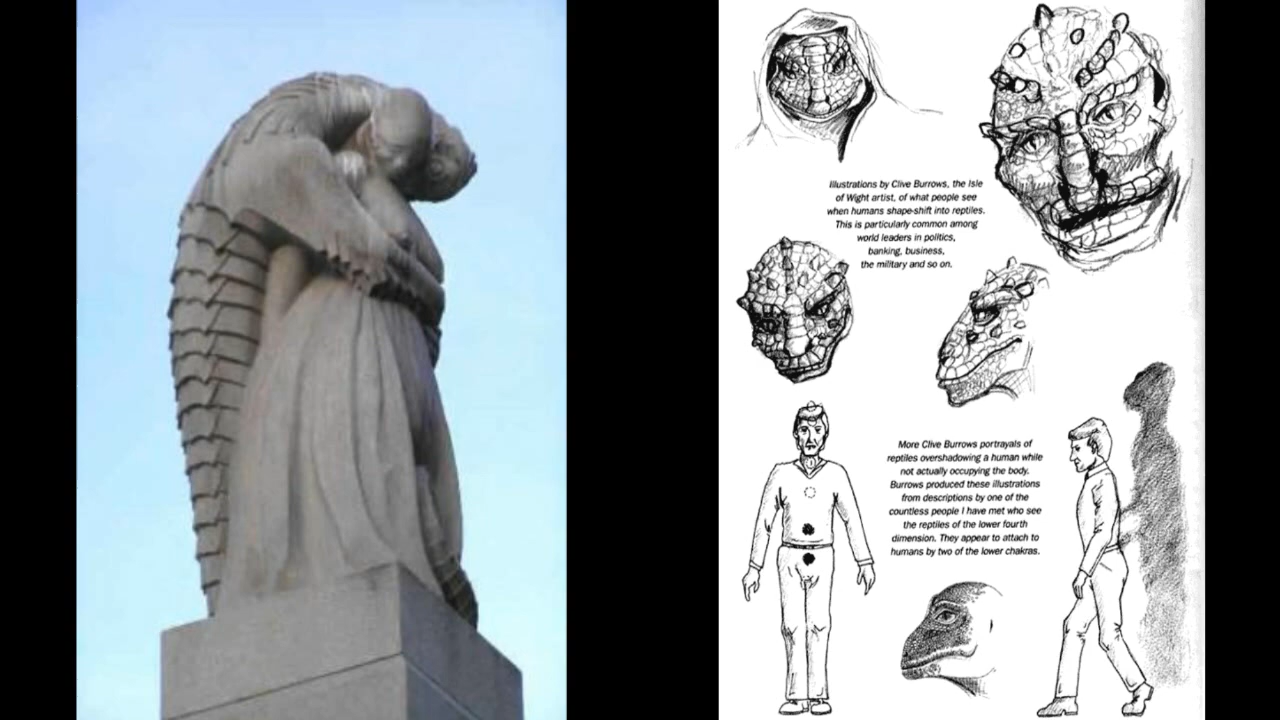 Illustrations by Clive Burrows, the Isle
of Wight artist, of what people see
when humans shape-shift into reptiles.
This is particularly common among
world leaders in politics,
banking, business,
the military and so on.
More Clive Burrows portrayals of
reptiles overshadowing a human while
not actually occupying the body.
Burrows produced these illustrations
from descriptions by one of the
countless people I have met who see
the reptiles of the lower fourth
dimension. They appear to attach to
humans by two of the lower chakras.